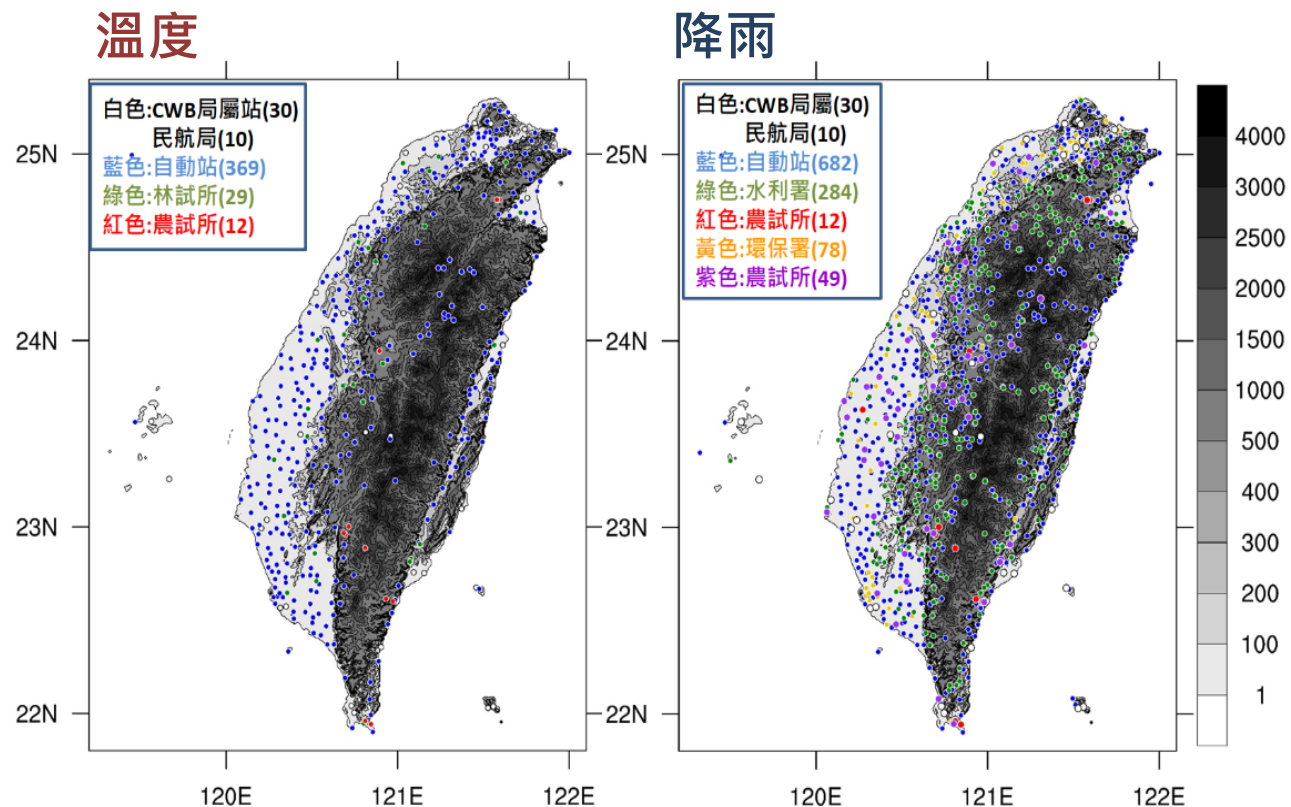 溫度
白色:CWB局屬站(30)
民航局(10)
藍色:自動站(369)
綠色:林試所(29)
紅色:農試所(12)
25N
24N
23N
22N
120E
121E
122E
降雨
白色:CWB局屬(30)
民航局(10)
藍色:自動站(682)
綠色:水利署(284)
紅色:農試所(12)
黃色:環保署(78)
紫色:農試所(49)
25N
24N
23N
22N
120E
121E
122E
4000
3000
2500
2000
1500
1000
500
400
300
200
100
1